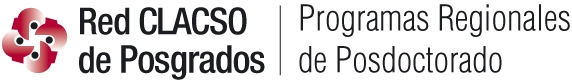 Red CLACSO
de Posgrados
Programas Regionales
de Posdoctorado